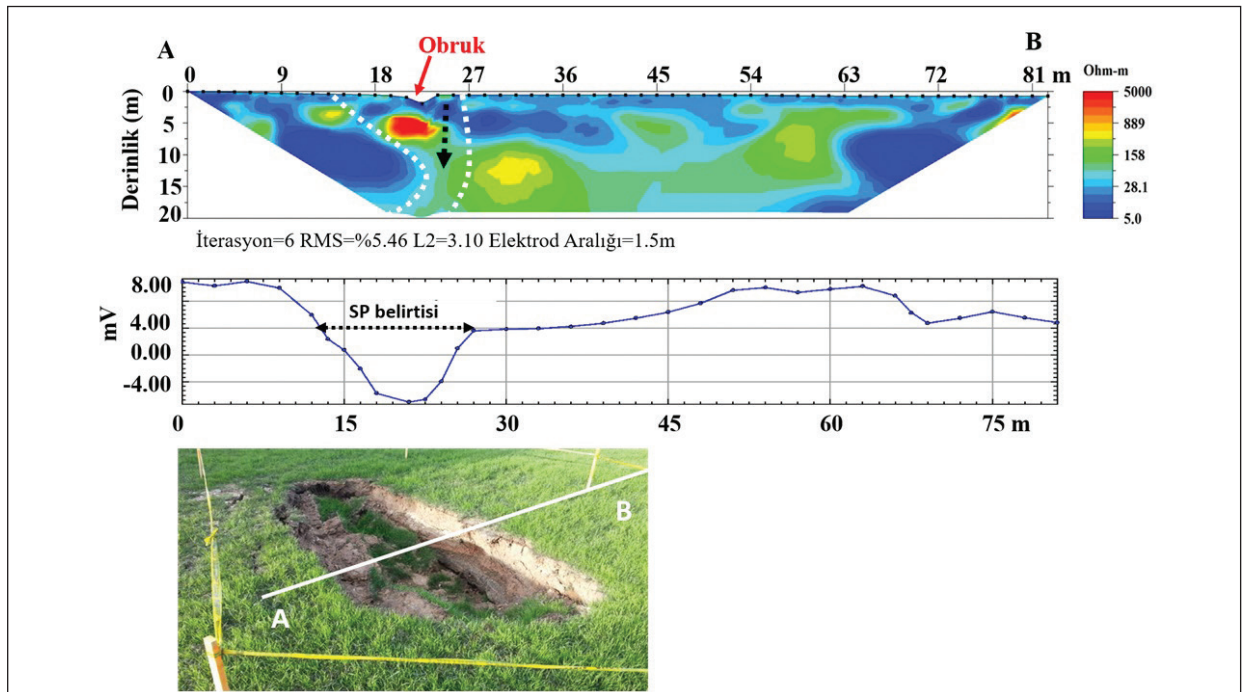 A Obruk B
0 9 18 27 36 45 54 63 72 81 m
Ohm-m
Derinlik (m)
0
5
10
15
20
5000
889
158
28.1
5.0
İterasyon=6 RMS=%5.46 L2=3.10 Elektrod Aralığı=1.5m
mV
8.00
4.00
0.00
-4.00
SP belirtisi
0 15 30 45 60 75 m
B
A